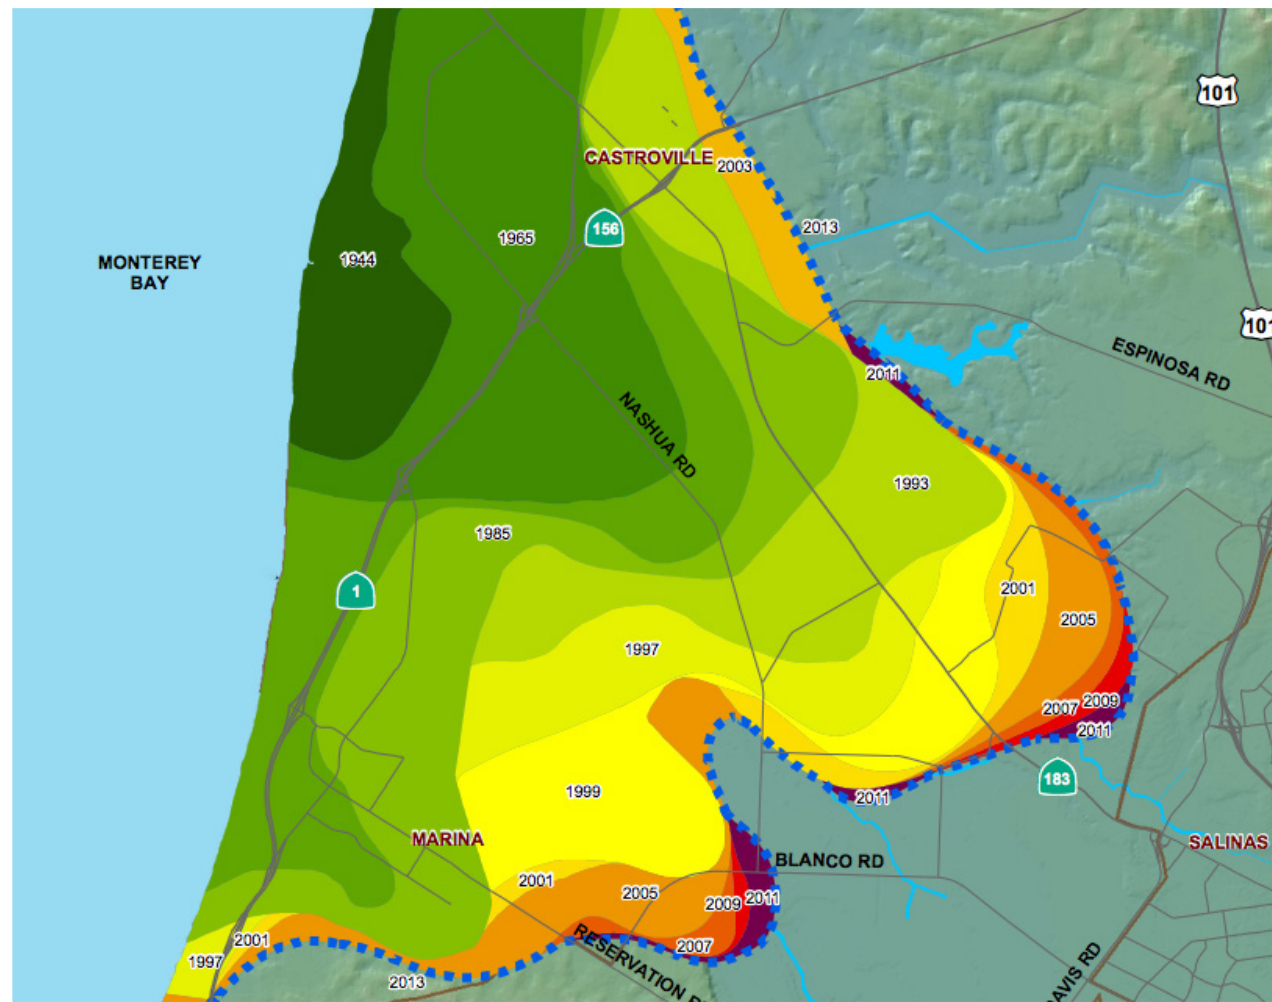 101
CASTROVILLE
2003
156
2013
1965
1944
MONTEREY
BAY
101
ESPINOSA RD
2011
NASHUA RD
1993
1985
1
2001
2005
1997
2009
2007
2011
183
1999
2011
MARINA
SALINAS
BLANCO RD
2001
2005
2009
2011
2001
2007
RESERVATION
1997
2013
DAVIS RD